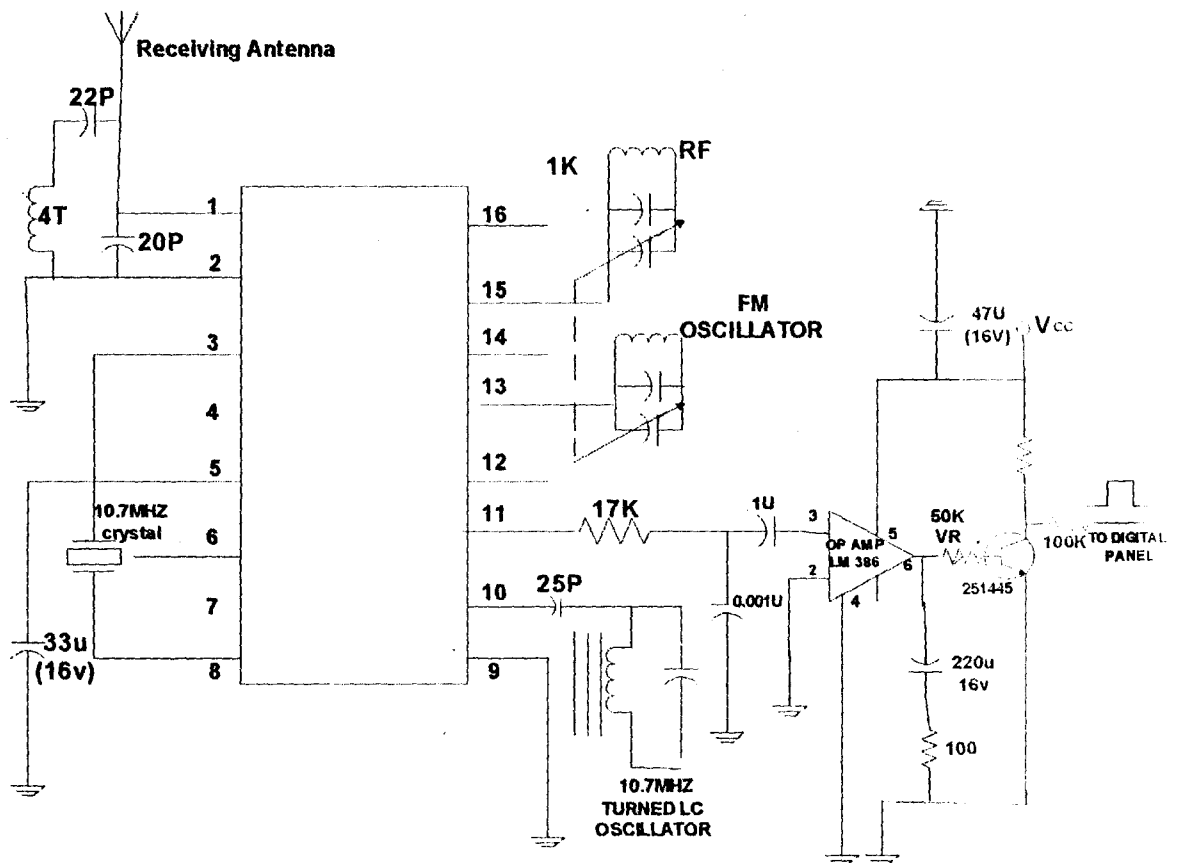 Receiving Antenna
22P
4T
20P
1
2
3
4
5
6
7
8
10.7MHZ
crystal
33u
(16v)
16
15
14
13
12
11
10
9
1K
RF
FM
OSCILLATOR
17K
1U
25P
0.001U
10.7MHZ
TURNED LC
OSCILLATOR
47U
(16V)
Vcc
3
2
OP AMP
LM 386
5
6
4
50K
VR
251445
100K
TO DIGITAL
PANEL
220u
16v
100